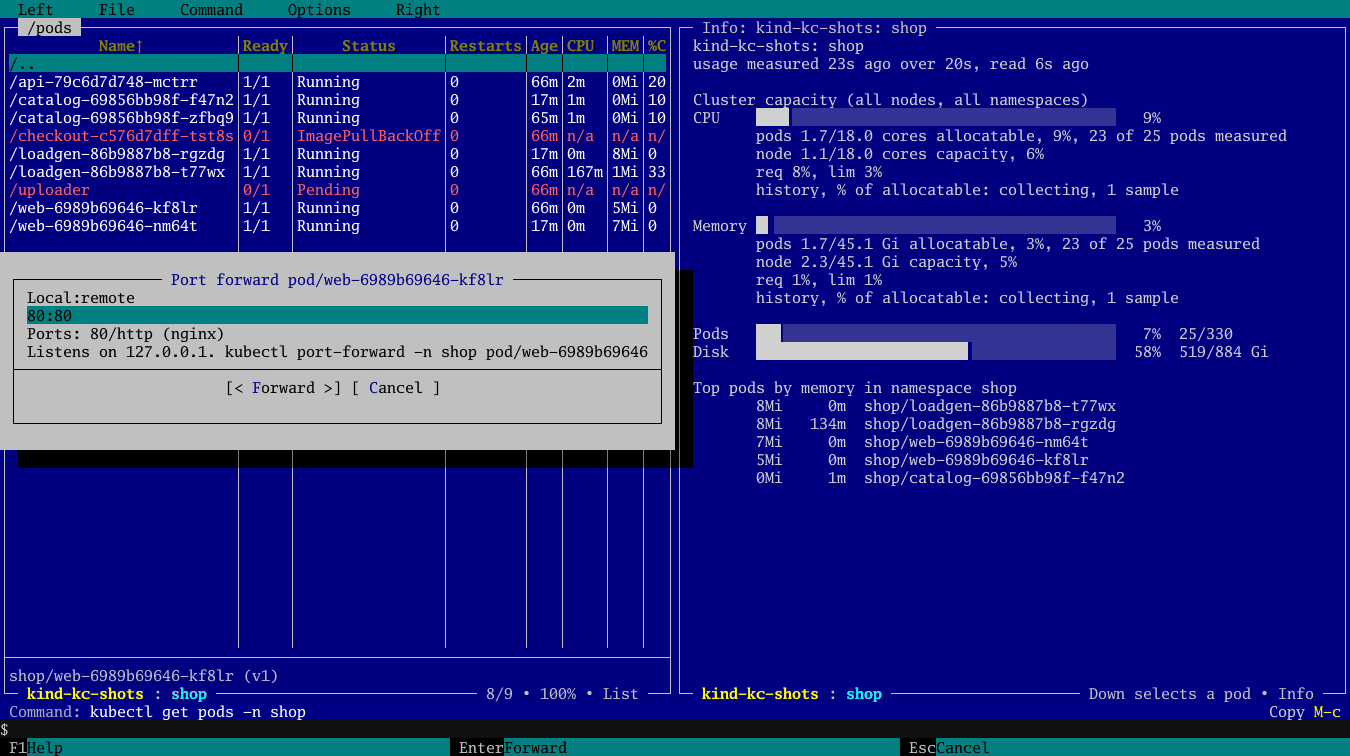 Left File Command Options Right
/pods
Name↑ Ready Status Restarts Age CPU MEM %C
/..
/api-79c6d7d748-mctrr 1/1 Running 0 66m 2m 0Mi 20
/catalog-69856bb98f-f47n2 1/1 Running 0 17m 1m 0Mi 10
/catalog-69856bb98f-zfbq9 1/1 Running 0 65m 1m 0Mi 10
/checkout-c576d7dff-tst8s 0/1 ImagePullBackOff 0 66m n/a n/a n/
/loadgen-86b9887b8-rgzdg 1/1 Running 0 17m 0m 8Mi 0
/loadgen-86b9887b8-t77wx 1/1 Running 0 66m 167m 1Mi 33
/uploader 0/1 Pending 0 66m n/a n/a n/
/web-6989b69646-kf8lr 1/1 Running 0 66m 0m 5Mi 0
/web-6989b69646-nm64t 1/1 Running 0 17m 0m 7Mi 0
Port forward pod/web-6989b69646-kf8lr
Local:remote
80:80
Ports: 80/http (nginx)
Listens on 127.0.0.1. kubectl port-forward -n shop pod/web-6989b69646
[< Forward >] [ Cancel ]
shop/web-6989b69646-kf8lr (v1)
kind-kc-shots : shop 8/9 • 100% • List
Info: kind-kc-shots: shop
kind-kc-shots: shop
usage measured 23s ago over 20s, read 6s ago
Cluster capacity (all nodes, all namespaces)
CPU 9%
pods 1.7/18.0 cores allocatable, 9%, 23 of 25 pods measured
node 1.1/18.0 cores capacity, 6%
req 8%, lim 3%
history, % of allocatable: collecting, 1 sample
Memory 3%
pods 1.7/45.1 Gi allocatable, 3%, 23 of 25 pods measured
node 2.3/45.1 Gi capacity, 5%
req 1%, lim 1%
history, % of allocatable: collecting, 1 sample
Pods 7% 25/330
Disk 58% 519/884 Gi
Top pods by memory in namespace shop
8Mi 0m shop/loadgen-86b9887b8-t77wx
8Mi 134m shop/loadgen-86b9887b8-rgzdg
7Mi 0m shop/web-6989b69646-nm64t
5Mi 0m shop/web-6989b69646-kf8lr
0Mi 1m shop/catalog-69856bb98f-f47n2
kind-kc-shots : shop Down selects a pod • Info
Command: kubectl get pods -n shop Copy M-c
$
F1Help EnterForward EscCancel